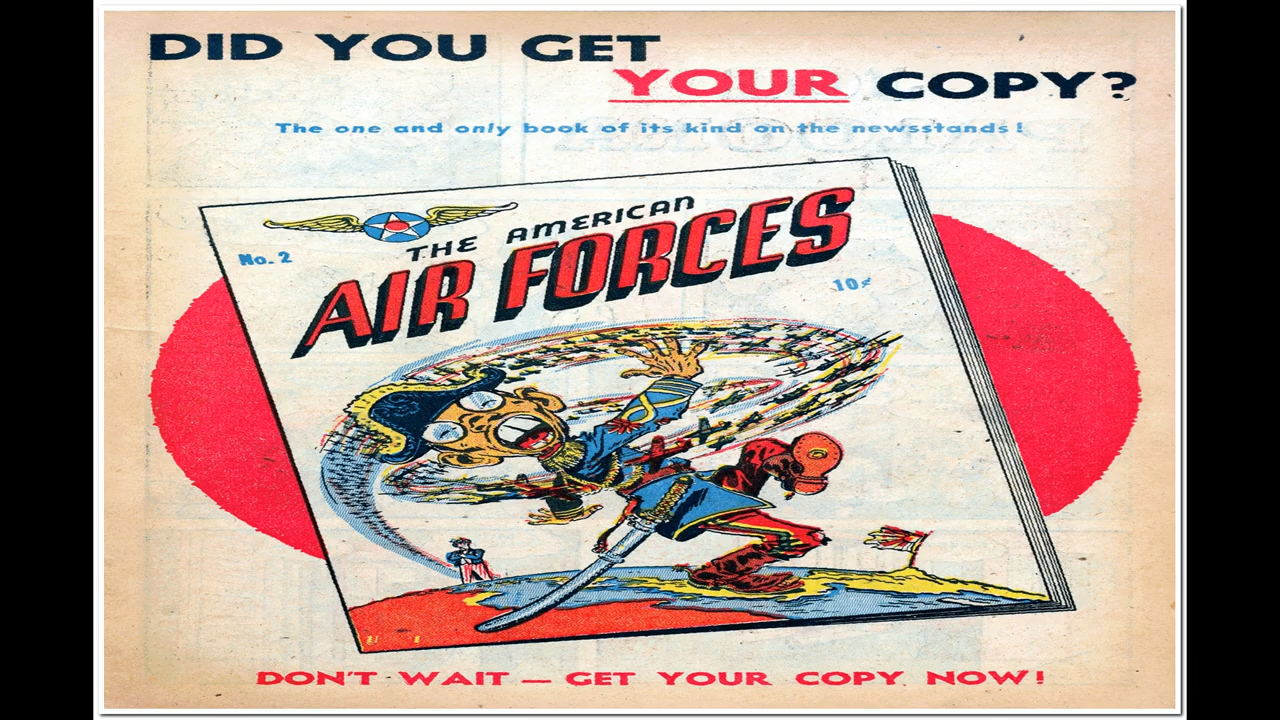 DID YOU GET
YOUR COPY?
The one and only book of its kind on the newsstands!
THE AMERICAN
No. 2
AIR FORCES
10¢
DON'T WAIT — GET YOUR COPY NOW!